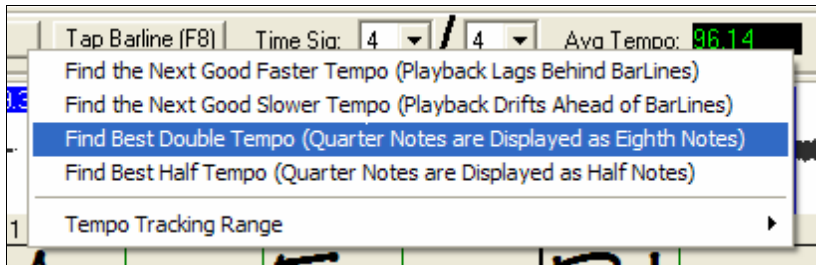 Tap Barline (F8) Time Sig: 4 / 4 Avg Tempo: 96.14
Find the Next Good Faster Tempo (Playback Lags Behind BarLines)
Find the Next Good Slower Tempo (Playback Drifts Ahead of BarLines)
Find Best Double Tempo (Quarter Notes are Displayed as Eighth Notes)
Find Best Half Tempo (Quarter Notes are Displayed as Half Notes)
Tempo Tracking Range
1